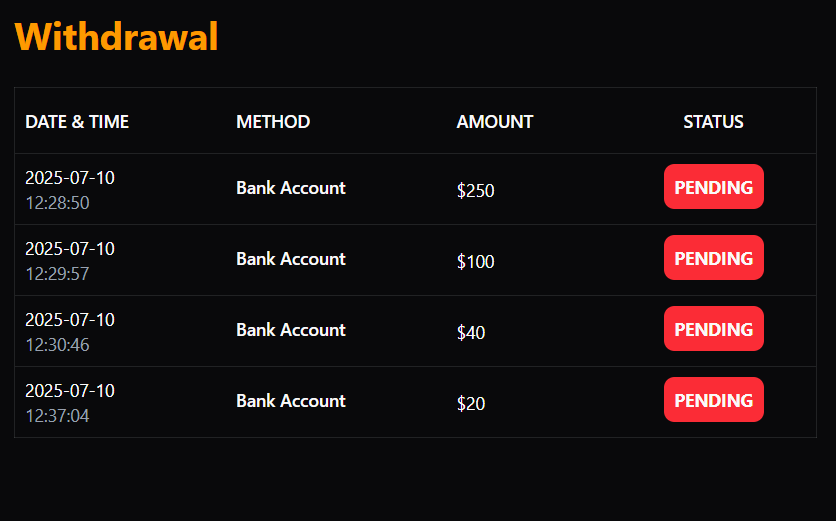 Withdrawal
DATE & TIME METHOD AMOUNT STATUS
2025-07-10
12:28:50
Bank Account $250 PENDING
2025-07-10
12:29:57
Bank Account $100 PENDING
2025-07-10
12:30:46
Bank Account $40 PENDING
2025-07-10
12:37:04
Bank Account $20 PENDING